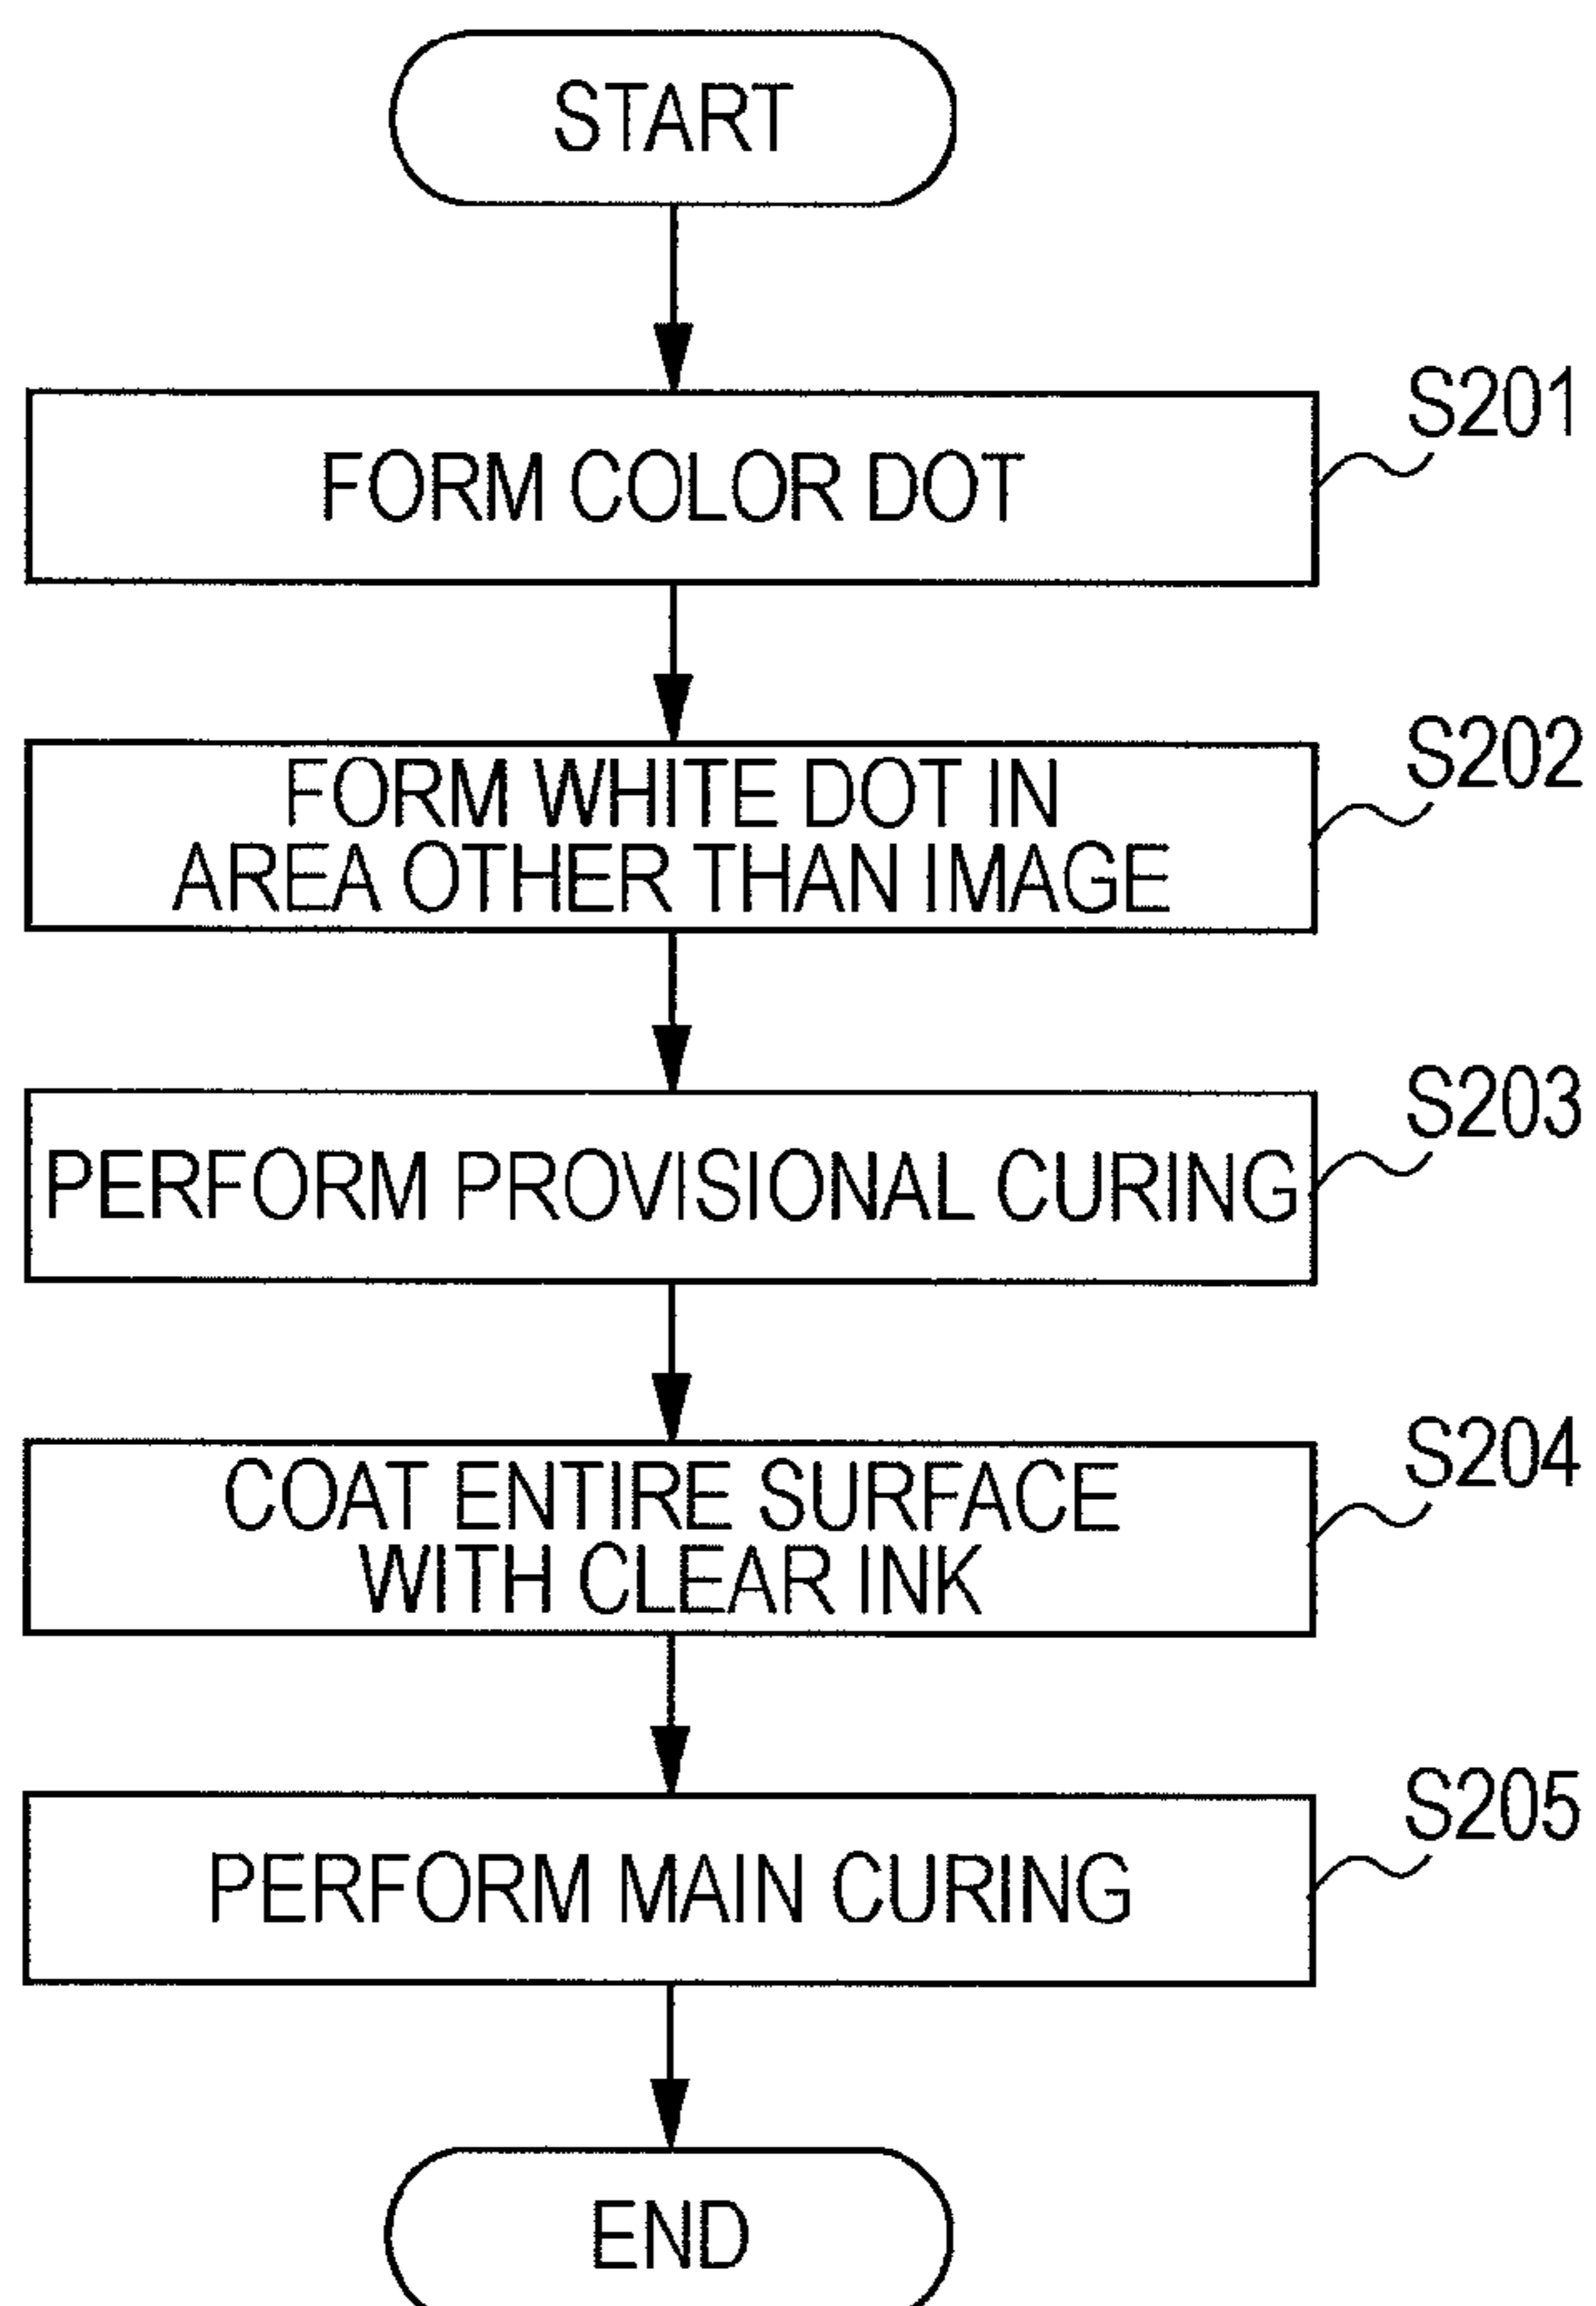 START
S201
FORM COLOR DOT
S202
FORM WHITE DOT IN
AREA OTHER THAN IMAGE
S203
PERFORM PROVISIONAL CURING
S204
COAT ENTIRE SURFACE
WITH CLEAR INK
S205
PERFORM MAIN CURING
END